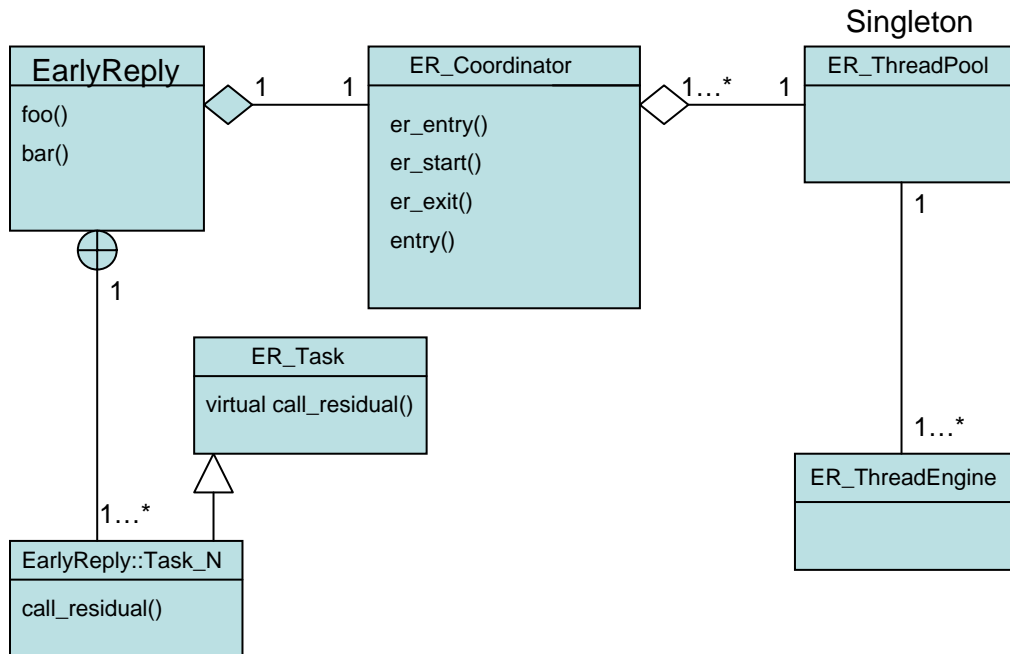 Singleton
EarlyReply
foo()
bar()
1
1
ER_Coordinator
er_entry()
er_start()
er_exit()
entry()
1...*
1
ER_ThreadPool
1
1
ER_Task
virtual call_residual()
1...*
ER_ThreadEngine
1...*
EarlyReply::Task_N
call_residual()